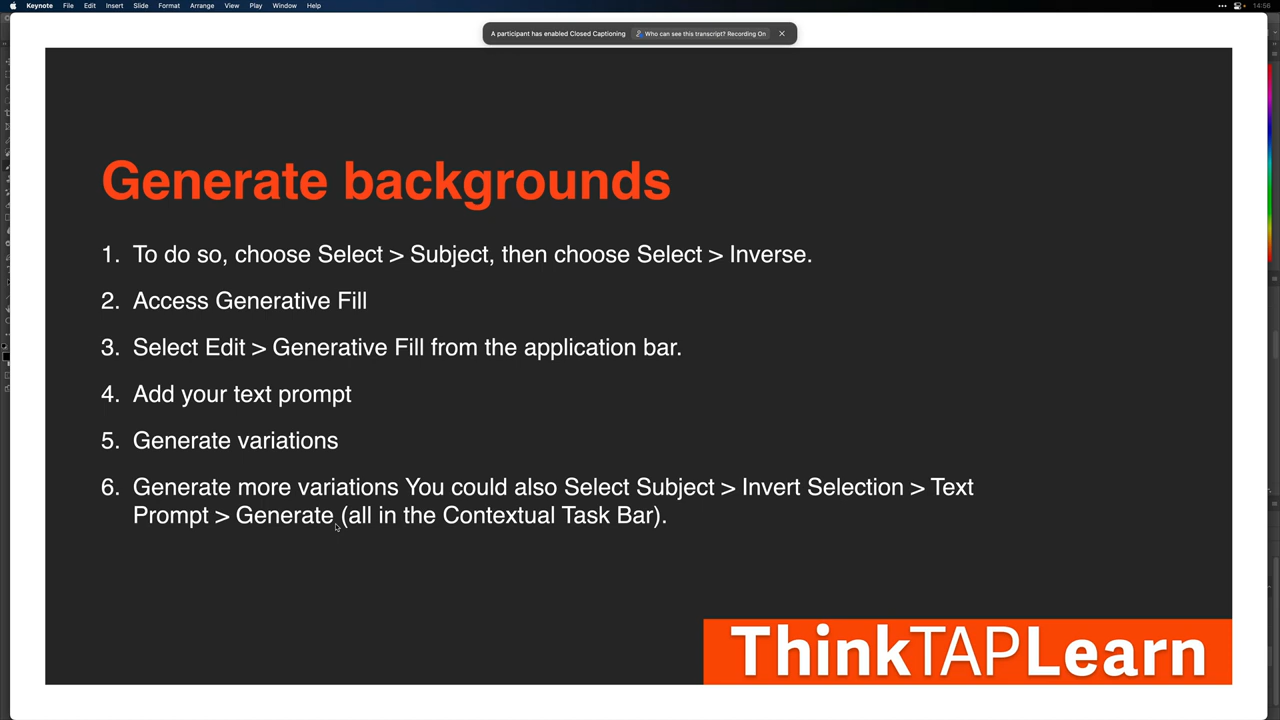 Keynote File Edit Insert Slide Format Arrange View Play Window Help 14:56
A participant has enabled Closed Captioning Who can see this transcript? Recording On
Generate backgrounds
1. To do so, choose Select > Subject, then choose Select > Inverse.
2. Access Generative Fill
3. Select Edit > Generative Fill from the application bar.
4. Add your text prompt
5. Generate variations
6. Generate more variations You could also Select Subject > Invert Selection > Text
Prompt > Generate (all in the Contextual Task Bar).
ThinkTAPLearn